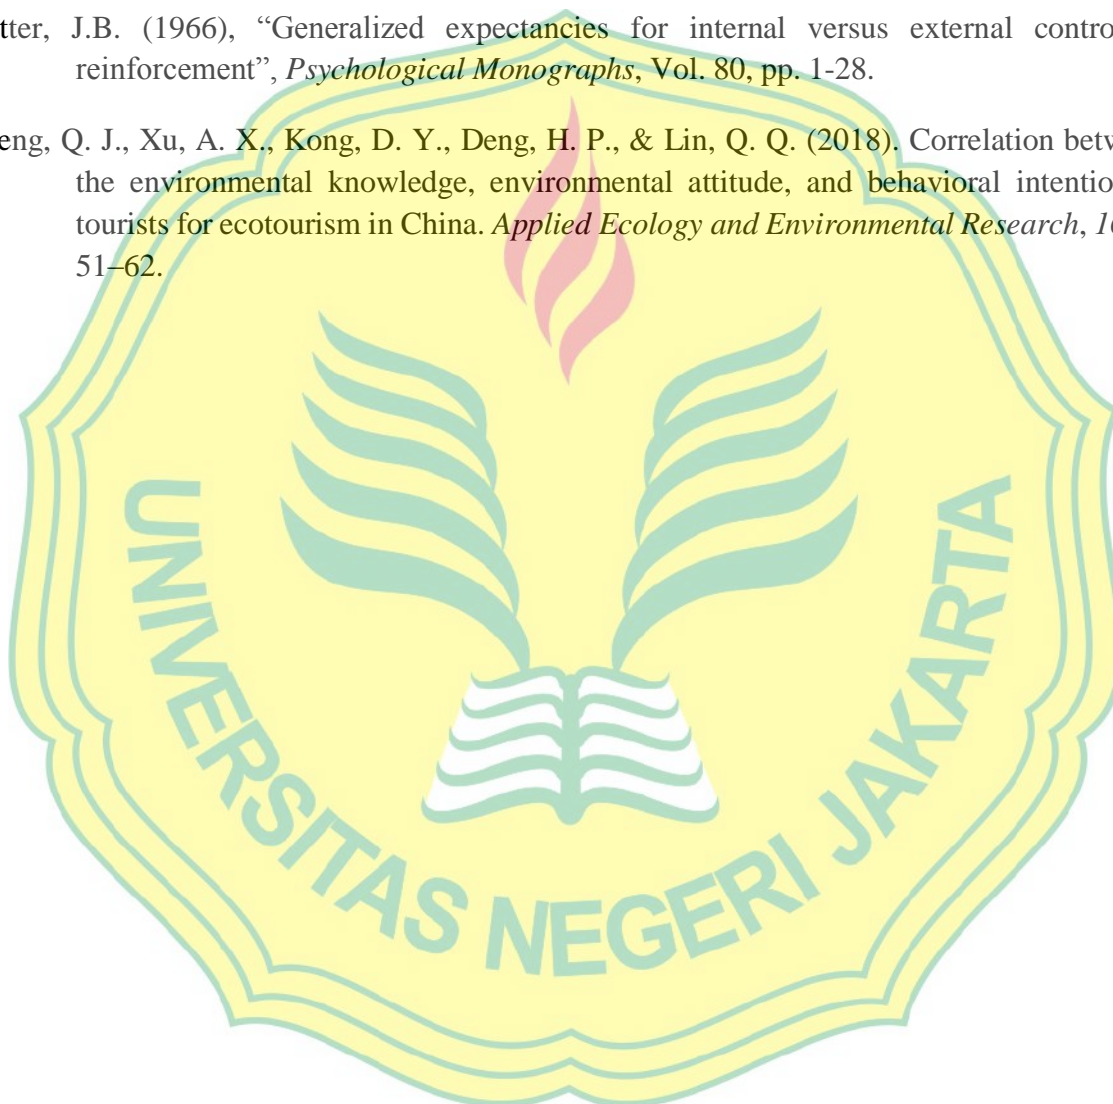 tter, J.B. (1966), “Generalized expectancies for internal versus external contro
reinforcement”, Psychological Monographs, Vol. 80, pp. 1-28.
eng, Q. J., Xu, A. X., Kong, D. Y., Deng, H. P., & Lin, Q. Q. (2018). Correlation betw
the environmental knowledge, environmental attitude, and behavioral intentio
tourists for ecotourism in China. Applied Ecology and Environmental Research, 1
51–62.
UNIVERSITAS NEGERI JAKARTA